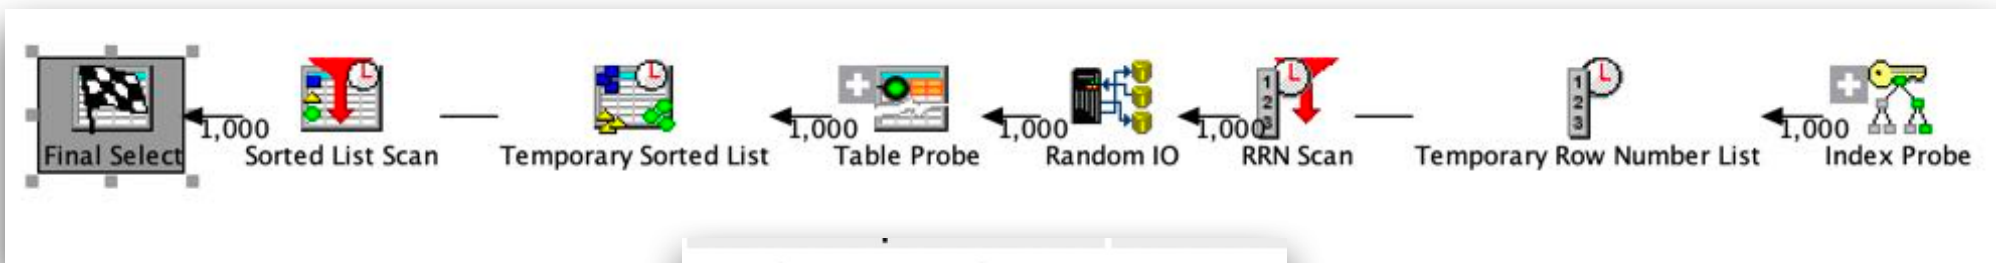 1,000 1,000 1,000 1,000 1,000
Final Select Sorted List Scan Temporary Sorted List Table Probe Random IO RRN Scan Temporary Row Number List Index Probe